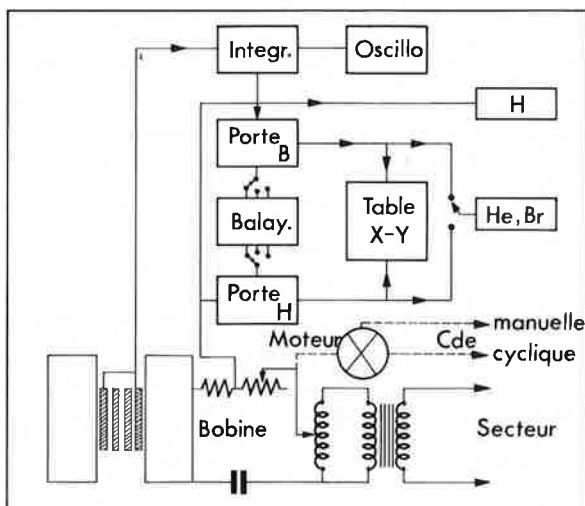 Integr.
Oscillo
H
Porte B
Balay.
Table X-Y
He, Br
Porte H
manuelle
Moteur
Cde
cyclique
Bobine
Secteur